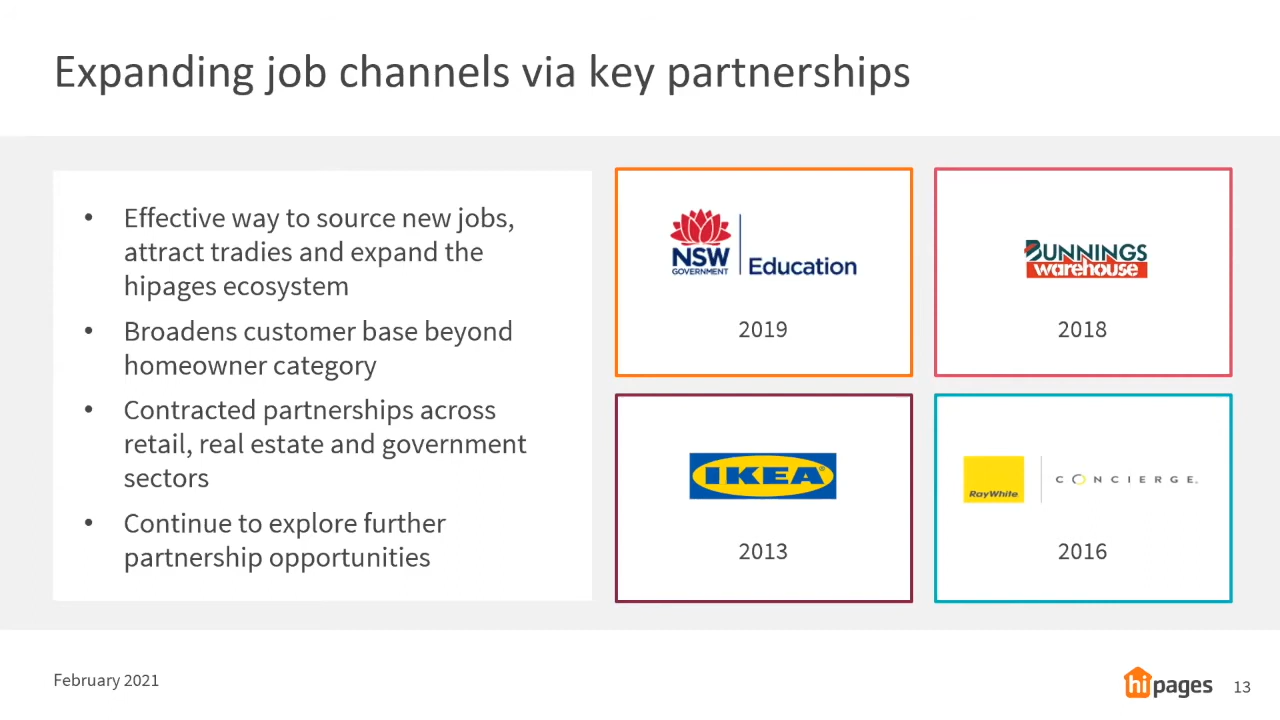 Expanding job channels via key partnerships
• Effective way to source new jobs,
attract tradies and expand the
hipages ecosystem
• Broadens customer base beyond
homeowner category
• Contracted partnerships across
retail, real estate and government
sectors
• Continue to explore further
partnership opportunities
NSW
GOVERNMENT
Education
2019
BUNNINGS
warehouse
2018
IKEA®
2013
RayWhite
CONCIERGE.
2016
February 2021
hipages
13